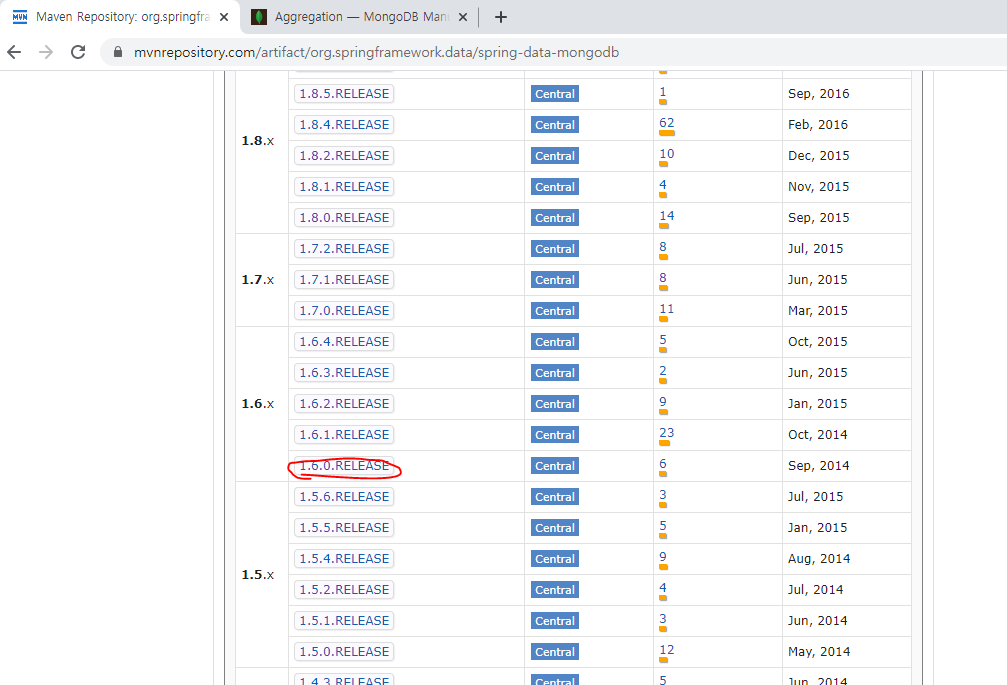 Maven Repository: org.springfra
Aggregation — MongoDB Man
mvnrepository.com/artifact/org.springframework.data/spring-data-mongodb
1.8.x
1.8.5.RELEASE Central 1 Sep, 2016
1.8.4.RELEASE Central 62 Feb, 2016
1.8.2.RELEASE Central 10 Dec, 2015
1.8.1.RELEASE Central 4 Nov, 2015
1.8.0.RELEASE Central 14 Sep, 2015
1.7.x
1.7.2.RELEASE Central 8 Jul, 2015
1.7.1.RELEASE Central 8 Jun, 2015
1.7.0.RELEASE Central 11 Mar, 2015
1.6.x
1.6.4.RELEASE Central 5 Oct, 2015
1.6.3.RELEASE Central 2 Jun, 2015
1.6.2.RELEASE Central 9 Jan, 2015
1.6.1.RELEASE Central 23 Oct, 2014
1.6.0.RELEASE Central 6 Sep, 2014
1.5.x
1.5.6.RELEASE Central 3 Jul, 2015
1.5.5.RELEASE Central 5 Jan, 2015
1.5.4.RELEASE Central 9 Aug, 2014
1.5.2.RELEASE Central 4 Jul, 2014
1.5.1.RELEASE Central 3 Jun, 2014
1.5.0.RELEASE Central 12 May, 2014
1.4.3.RELEASE Central 5 Jun, 2014